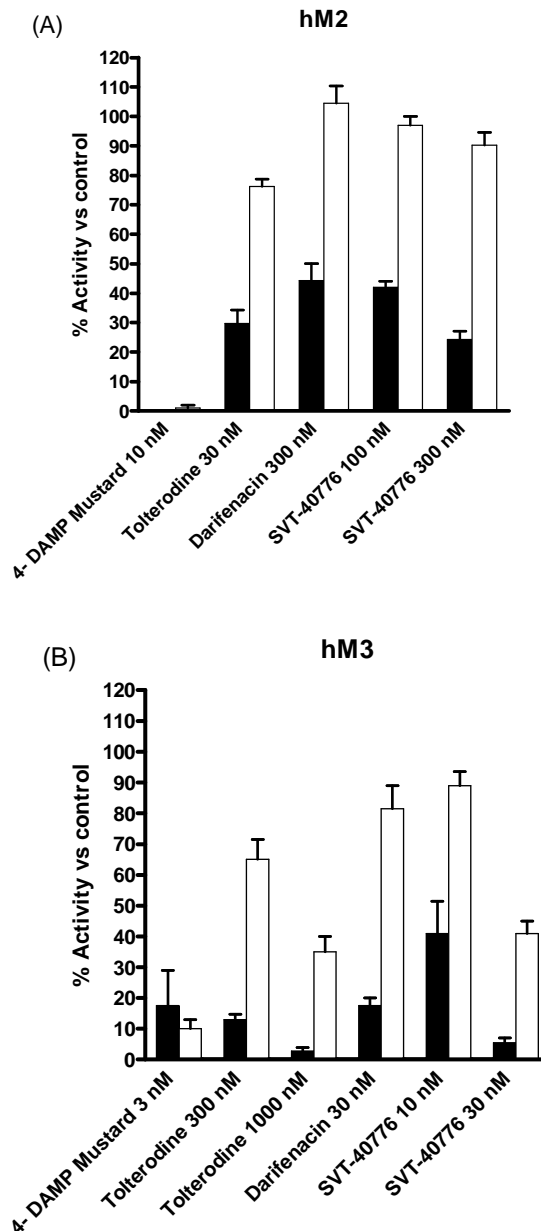 (A)
hM2
% Activity vs control
120
110
100
90
80
70
60
50
40
30
20
10
0
4- DAMP Mustard 10 nM
Tolterodine 30 nM
Darifenacin 300 nM
SVT-40776 100 nM
SVT-40776 300 nM
(B)
hM3
% Activity vs control
120
110
100
90
80
70
60
50
40
30
20
10
0
4- DAMP Mustard 3 nM
Tolterodine 300 nM
Tolterodine 1000 nM
Darifenacin 30 nM
SVT-40776 10 nM
SVT-40776 30 nM